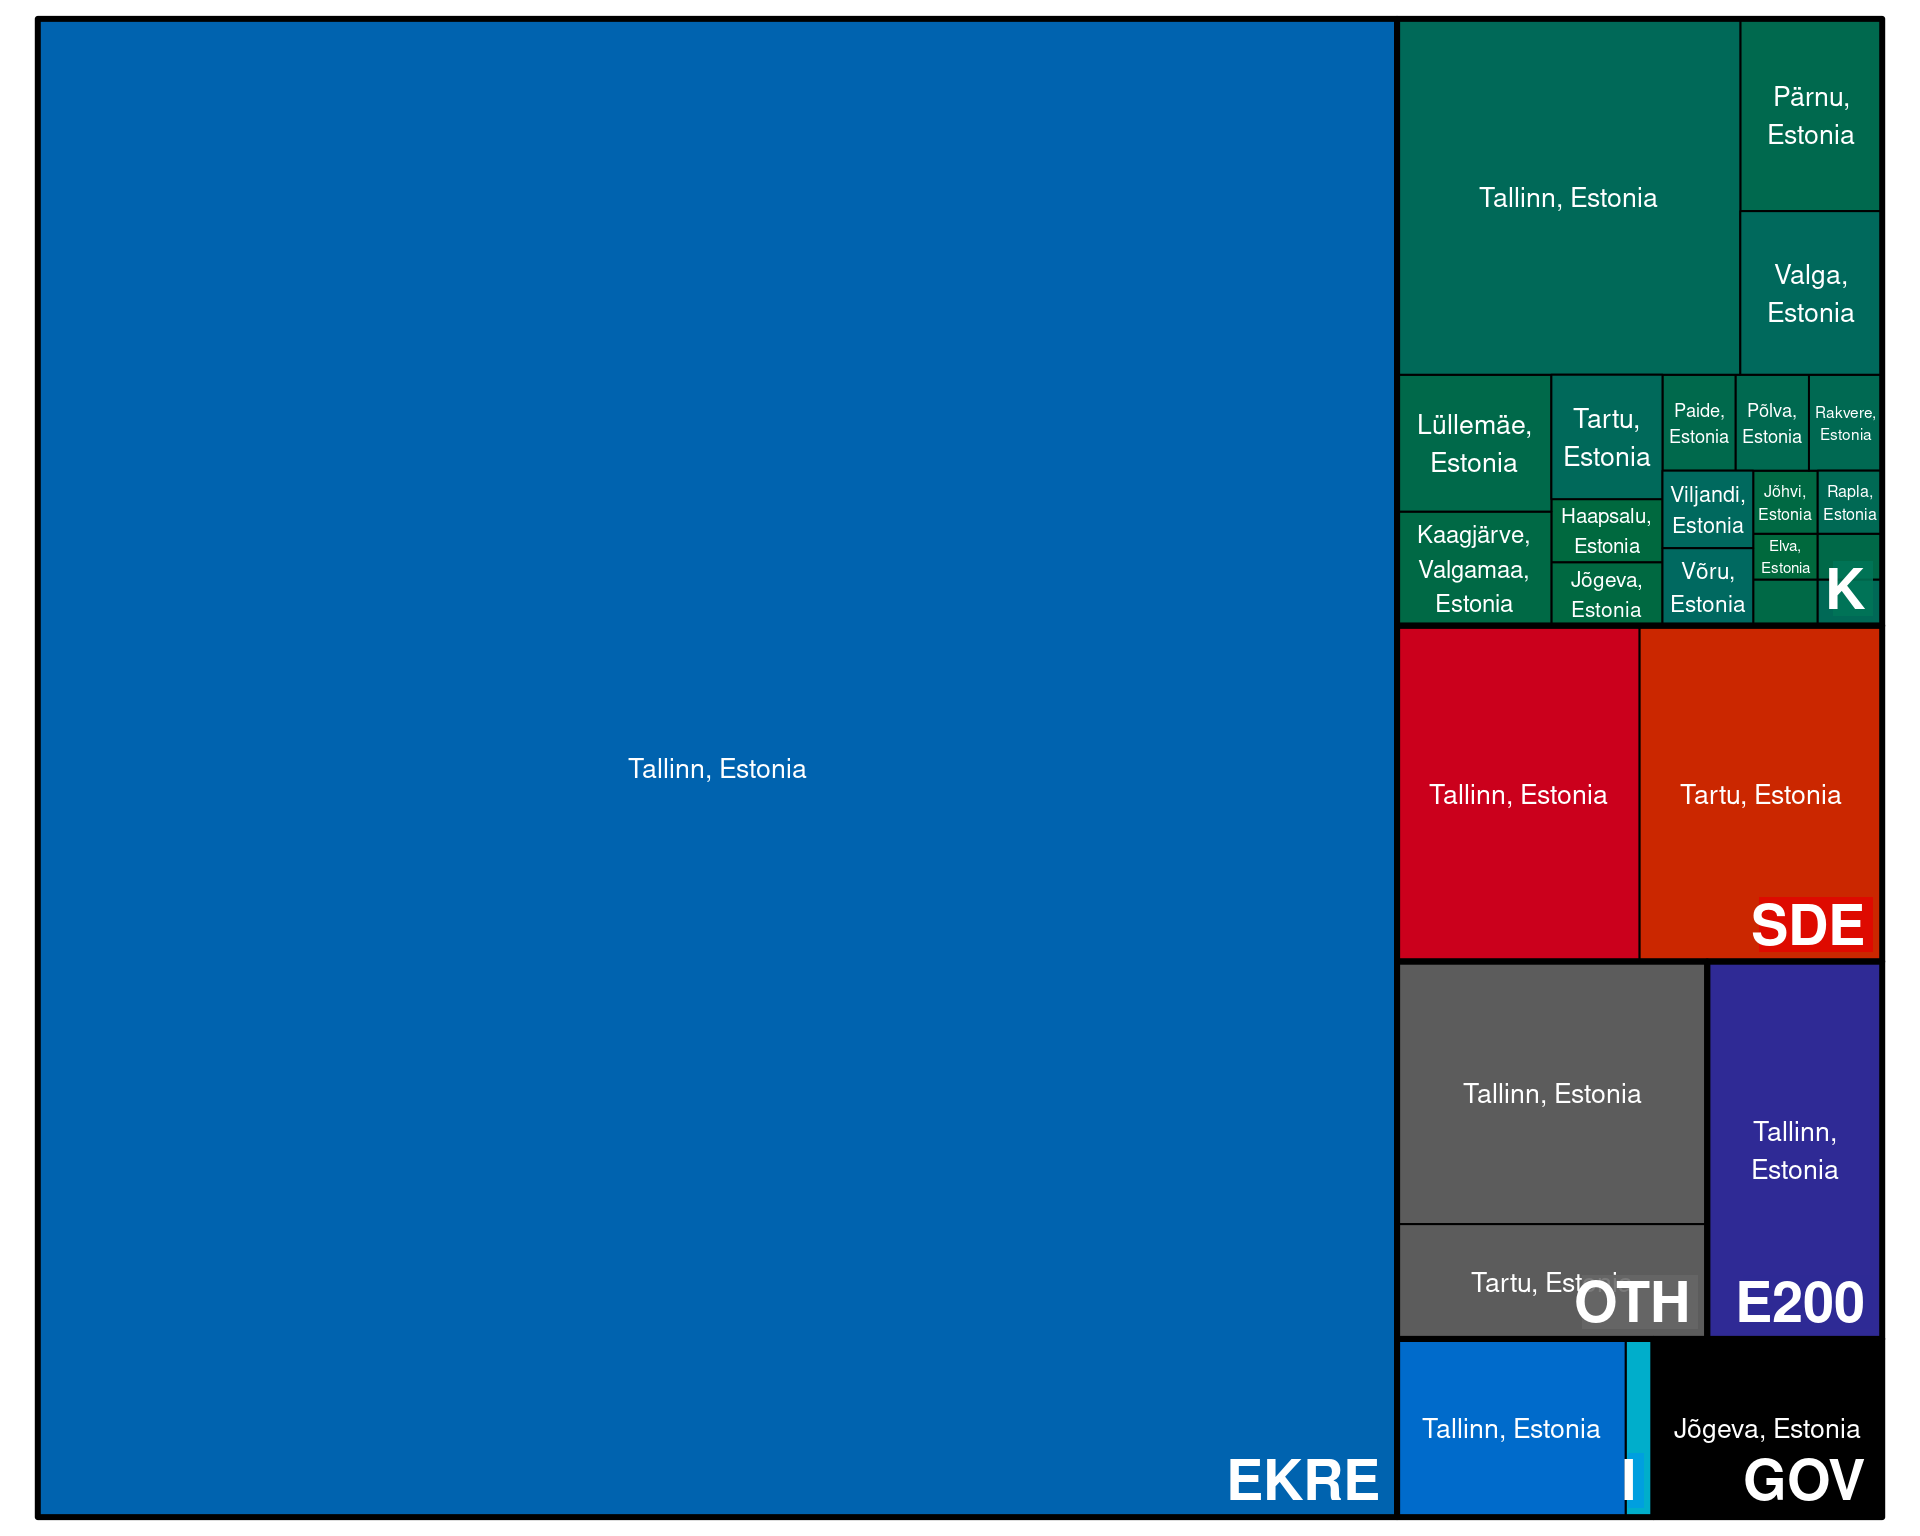 Tallinn, Estonia
EKRE
Tallinn, Estonia
Pärnu,
Estonia
Valga,
Estonia
Lüllemäe,
Estonia
Kaagjärve,
Valgamaa,
Estonia
Tartu,
Estonia
Haapsalu,
Estonia
Jõgeva,
Estonia
Paide,
Estonia
Põlva,
Estonia
Rakvere,
Estonia
Viljandi,
Estonia
Võru,
Estonia
Jõhvi,
Estonia
Rapla,
Estonia
Elva,
Estonia
K
Tallinn, Estonia
Tartu, Estonia
SDE
Tallinn, Estonia
Tartu, Estonia
OTH
Tallinn,
Estonia
E200
Tallinn, Estonia
I
Jõgeva, Estonia
GOV